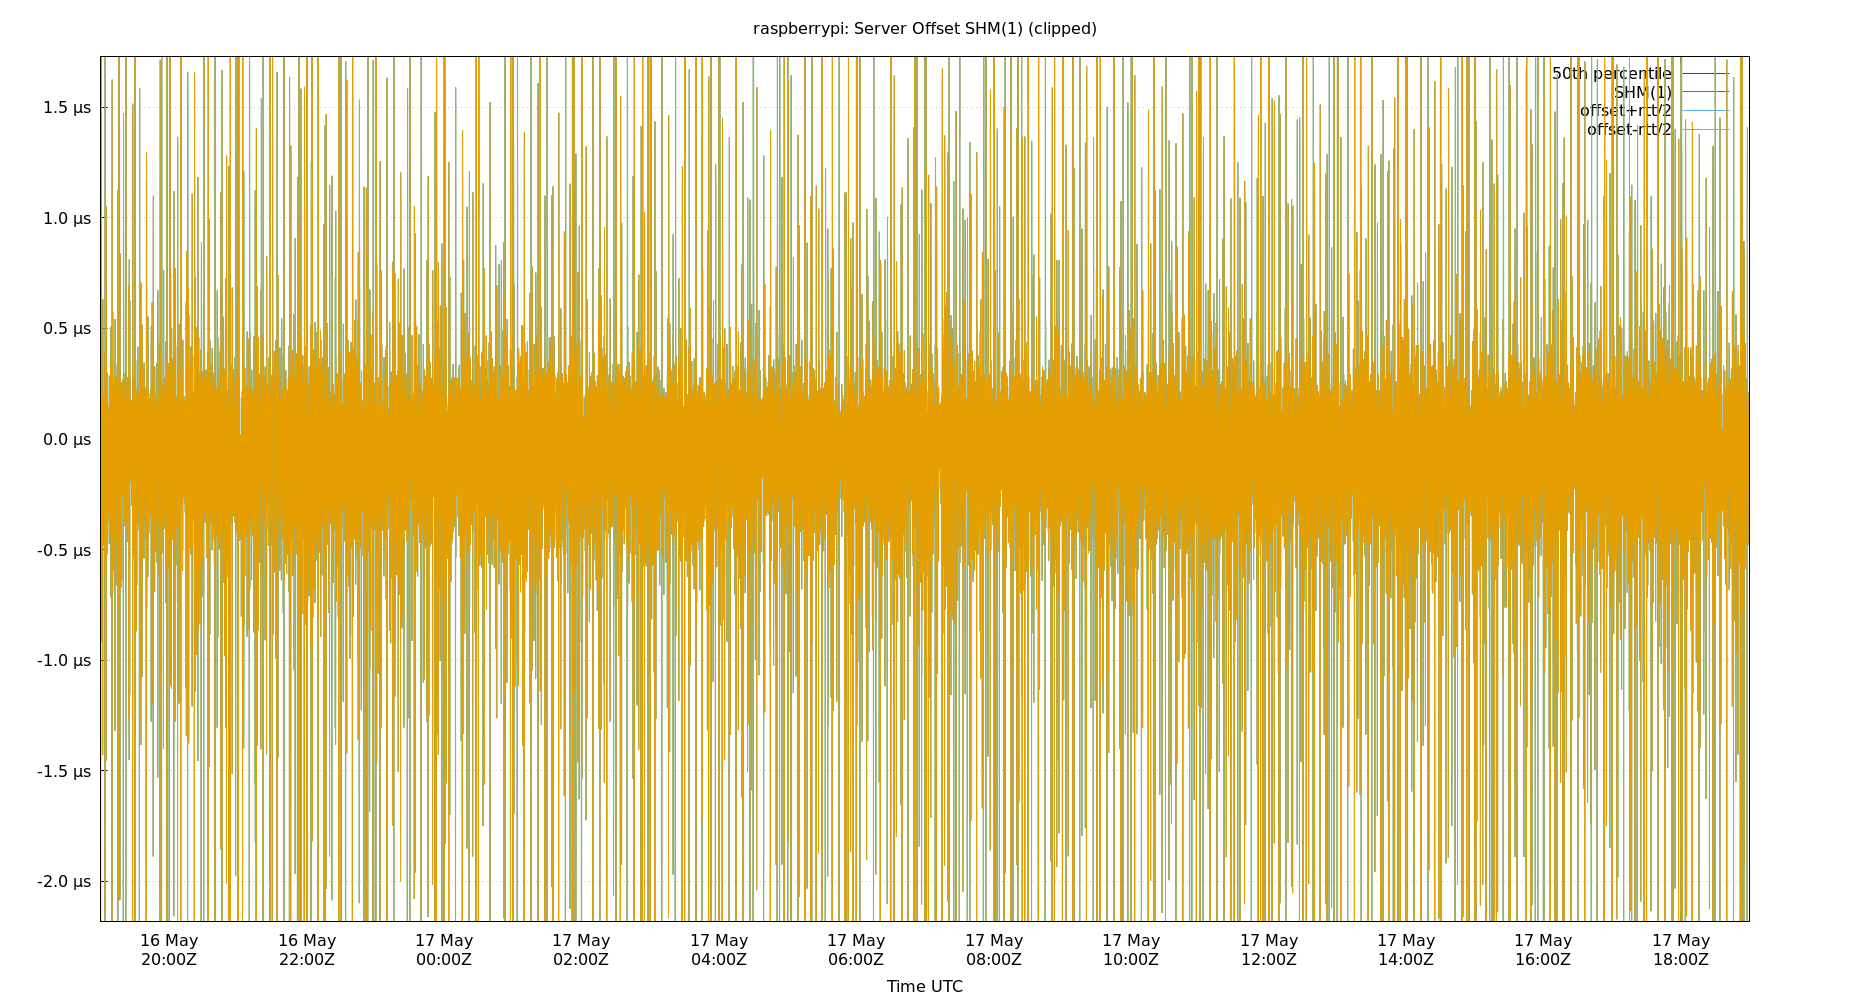 raspberrypi: Server Offset SHM(1) (clipped)
50th percentile
SHM(1)
offset+rtt/2
offset-rtt/2
1.5 µs
1.0 µs
0.5 µs
0.0 µs
-0.5 µs
-1.0 µs
-1.5 µs
-2.0 µs
16 May 16 May 17 May 17 May 17 May 17 May 17 May 17 May 17 May 17 May 17 May 17 May
20:00Z 22:00Z 00:00Z 02:00Z 04:00Z 06:00Z 08:00Z 10:00Z 12:00Z 14:00Z 16:00Z 18:00Z
Time UTC